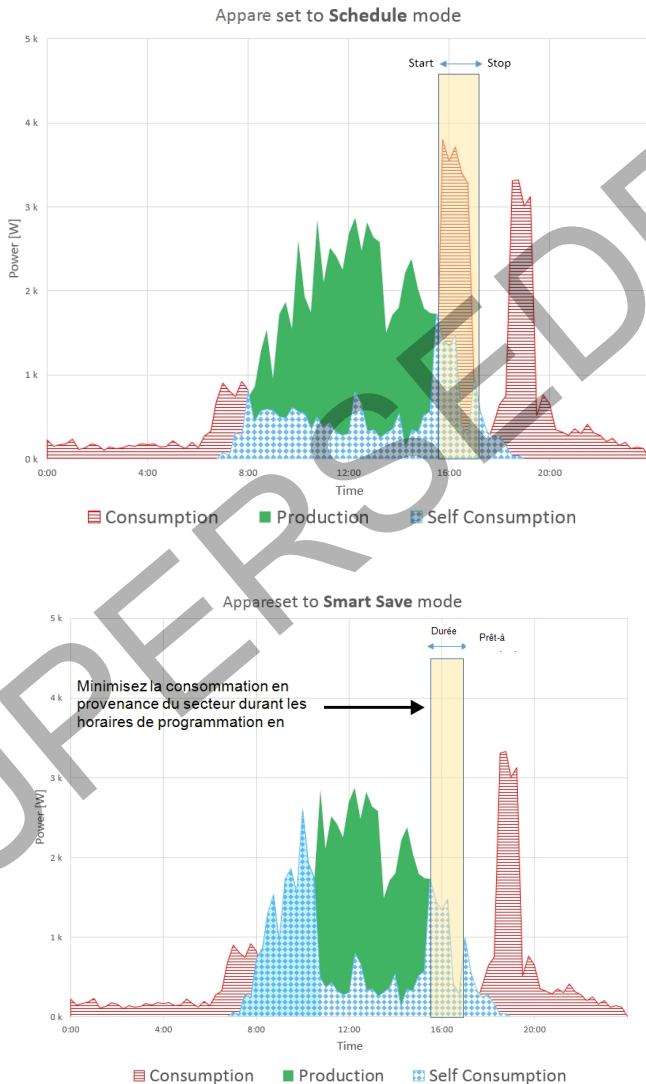 Appare set to Schedule mode
5 k
Start
Stop
4 k
3 k
Power [W]
2 k
1 k
0 k
0:00 4:00 8:00 12:00 16:00 20:00
Time
Consumption Production Self Consumption
SUPERSEDED
Appareset to Smart Save mode
5 k
Durée
Prêt-à
Minimisez la consommation en
provenance du secteur durant les
horaires de programmation en
4 k
3 k
Power [W]
2 k
1 k
0 k
0:00 4:00 8:00 12:00 16:00 20:00
Time
Consumption Production Self Consumption